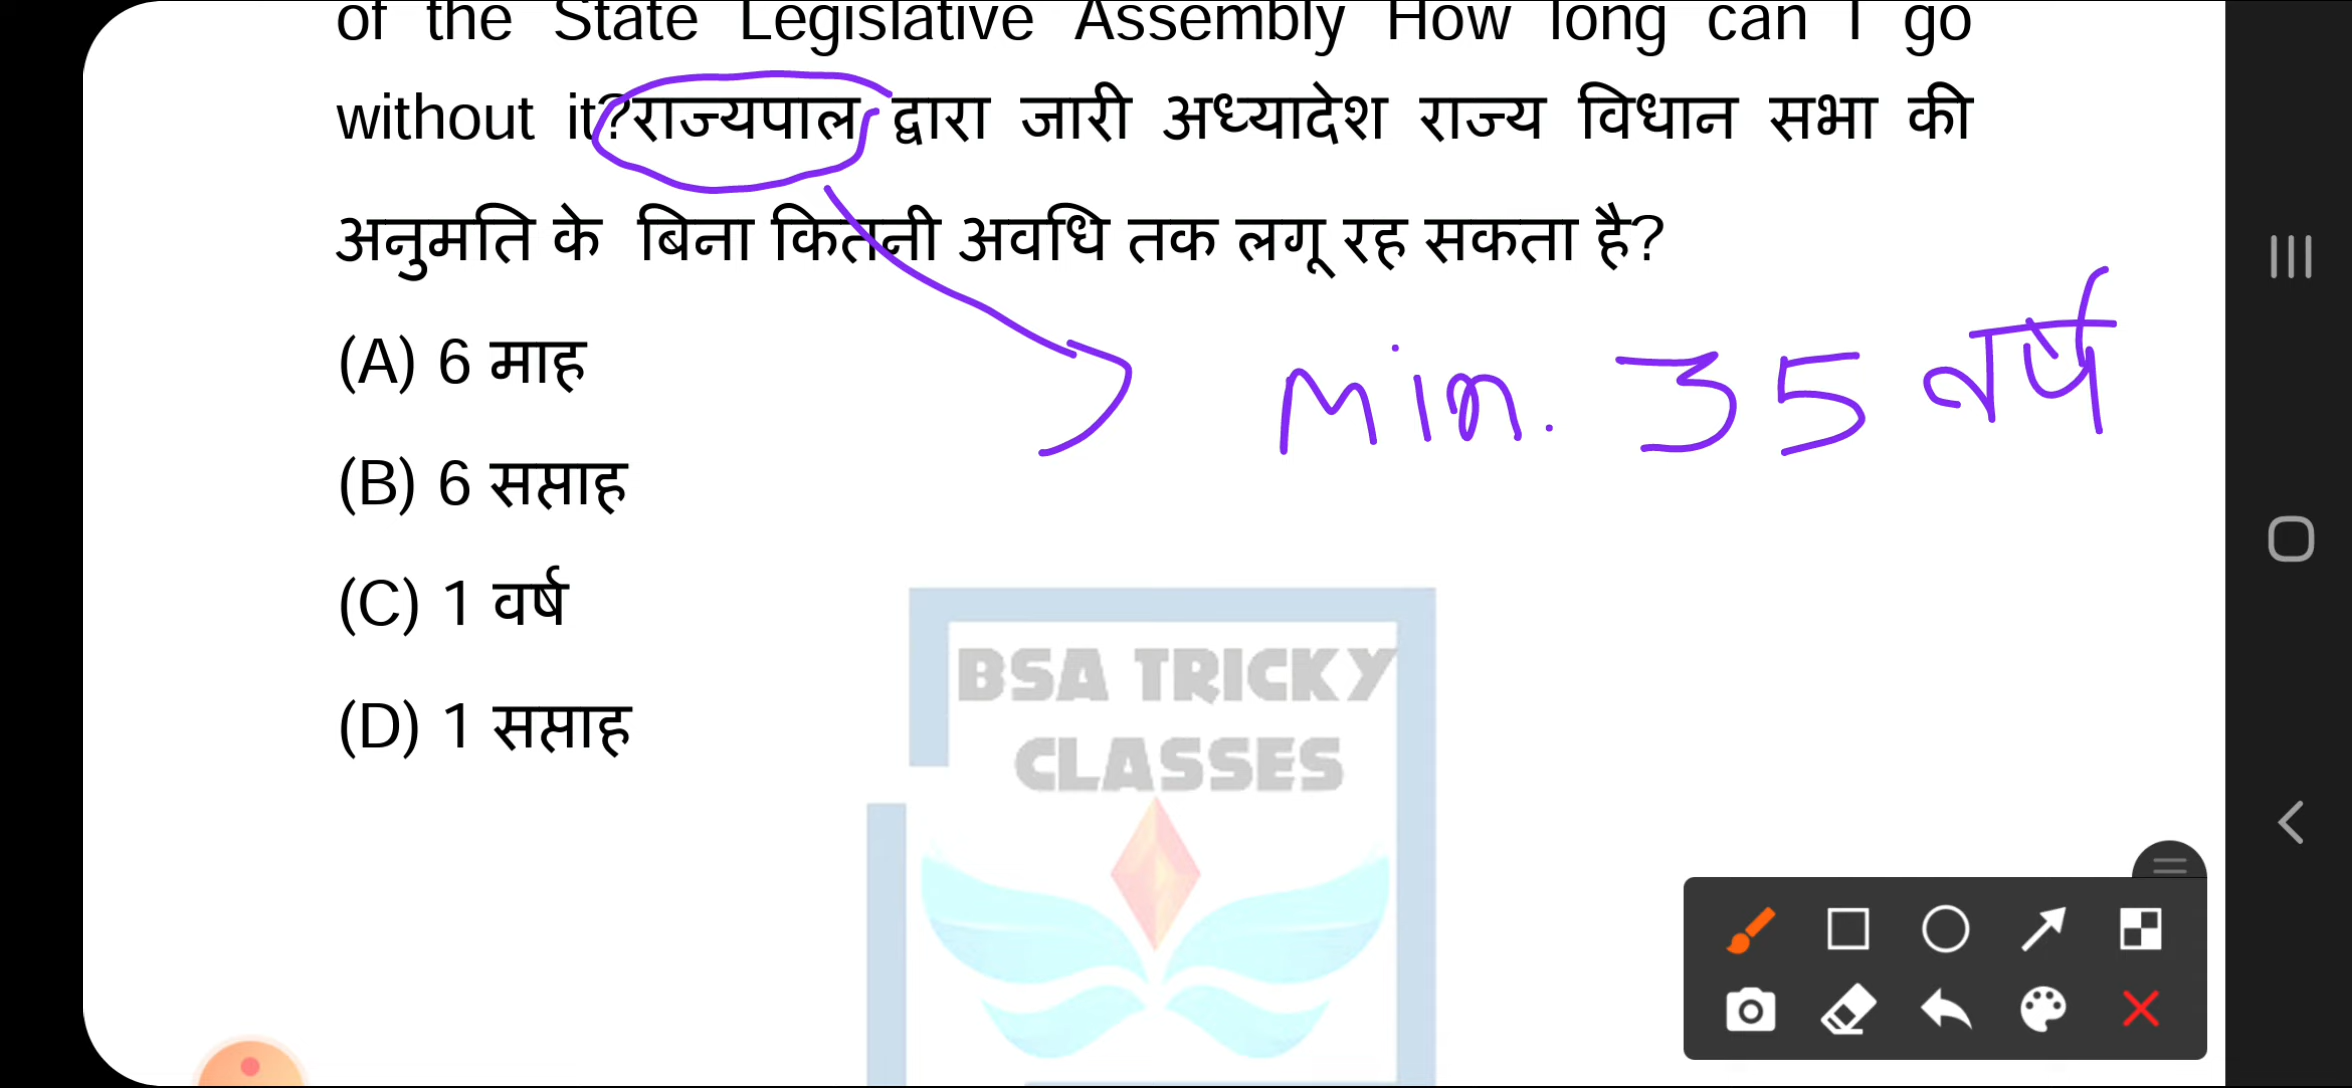 of the State Legislative Assembly How long can I go
without it?राज्यपाल द्वारा जारी अध्यादेश राज्य विधान सभा की
अनुमति के बिना कितनी अवधि तक लगू रह सकता है?
Min. 35 वर्ष
(A) 6 माह
(B) 6 सप्ताह
(C) 1 वर्ष
(D) 1 सप्ताह
BSA TRICKY
CLASSES